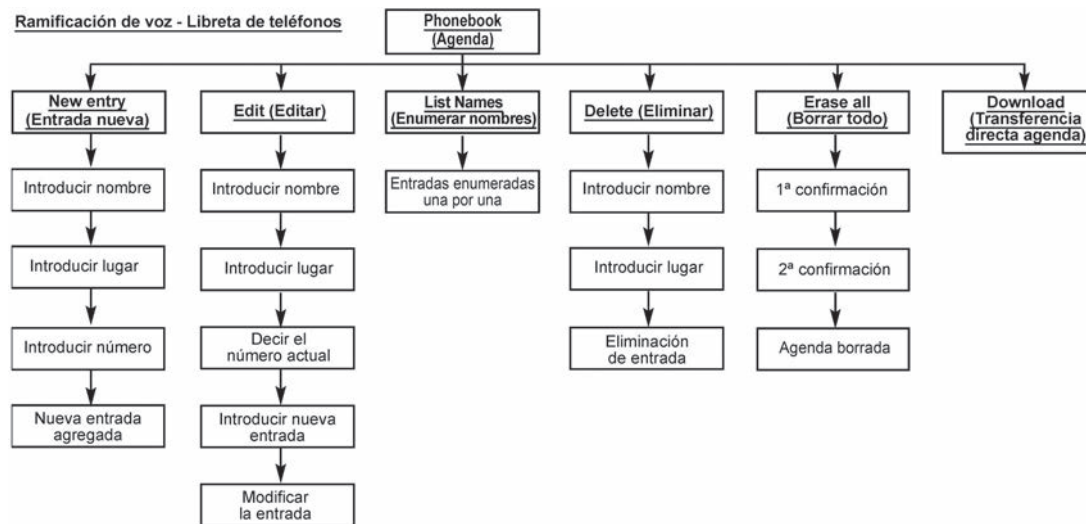 Ramificación de voz - Libreta de teléfonos
Phonebook
(Agenda)
New entry
(Entrada nueva)
Introducir nombre
Introducir lugar
Introducir número
Nueva entrada
agregada
Edit (Editar)
Introducir nombre
Introducir lugar
Decir el
número actual
Introducir nueva
entrada
Modificar
la entrada
List Names
(Enumerar nombres)
Entradas enumeradas
una por una
Delete (Eliminar)
Introducir nombre
Introducir lugar
Eliminación
de entrada
Erase all
(Borrar todo)
1ª confirmación
2ª confirmación
Agenda borrada
Download
(Transferencia
directa agenda)